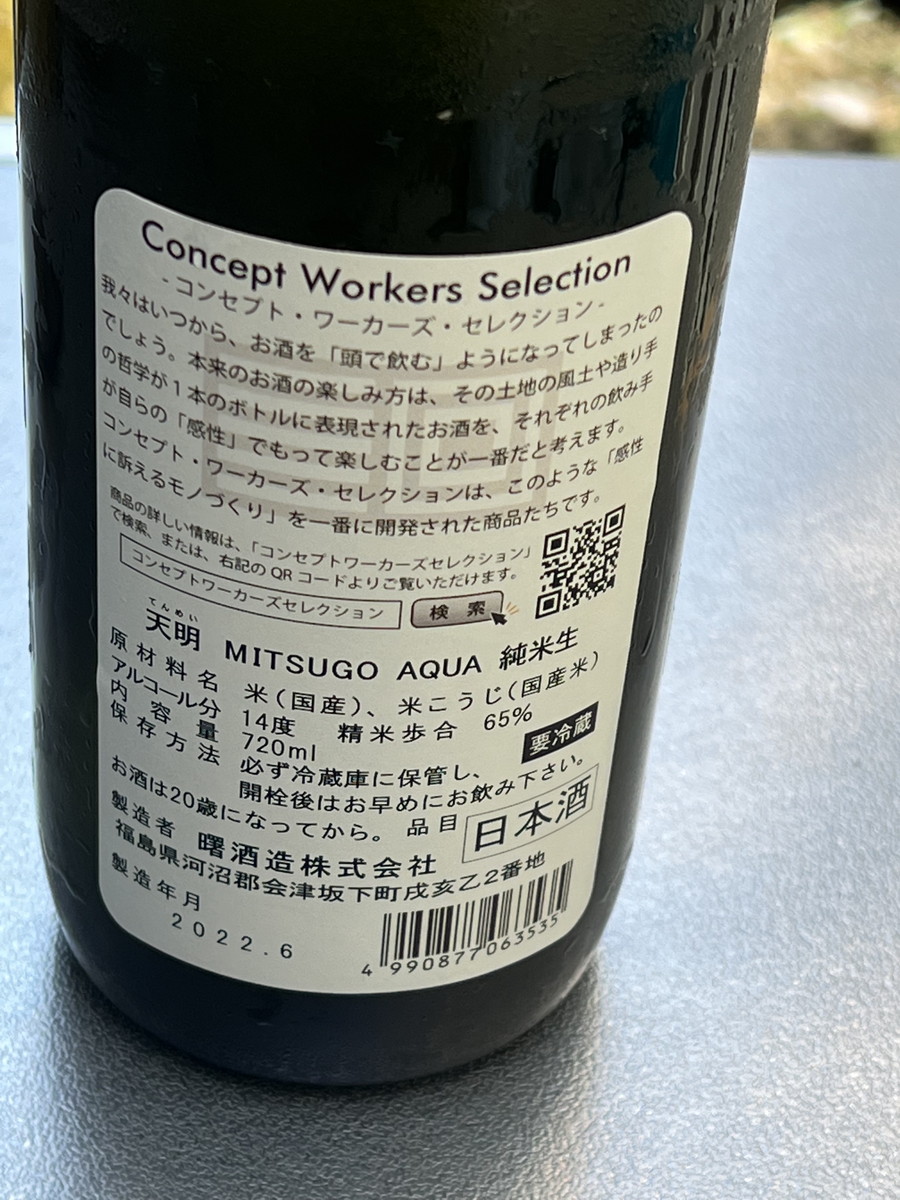 Concept Workers Selection
- コンセプト・ワーカーズ・セレクション -
我々はいつから、お酒を「頭で飲む」ようになってしまったの
でしょう。本来のお酒の楽しみ方は、その土地の風土や造り手
の哲学が1本のボトルに表現されたお酒を、それぞれの飲み手
が自らの「感性」でもって楽しむことが一番だと考えます。
コンセプト・ワーカーズ・セレクションは、このような「感性
に訴えるモノづくり」を一番に開発された商品たちです。
商品の詳しい情報は、「コンセプトワーカーズセレクション」
で検索、または、右記のQRコードよりご覧いただけます。
コンセプトワーカーズセレクション 検索
てんめい
天明 MITSUGO AQUA 純米生
原材料名 米(国産)、米こうじ(国産米)
アルコール分 14度 精米歩合 65%
内容量 720ml
要冷蔵
保存方法 必ず冷蔵庫に保管し、
開栓後はお早めにお飲み下さい。
お酒は20歳になってから。 品目 日本酒
製造者 曙酒造株式会社
福島県河沼郡会津坂下町戌亥乙2番地
製造年月
2022.6
4 990877 063535